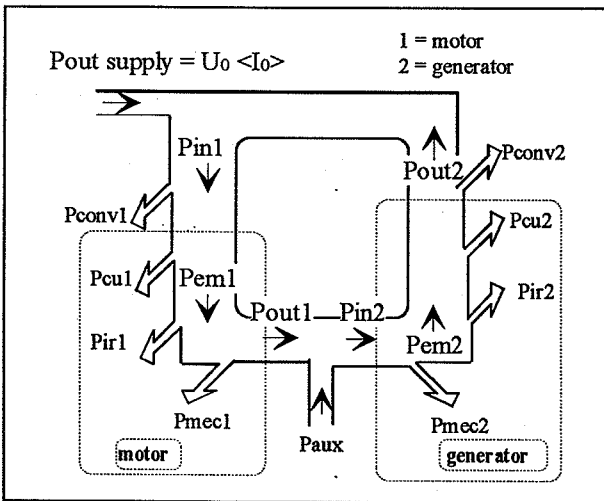 1 = motor
Pout supply = U₀ <I₀>
2 = generator
Pin1
Pout2
Pconv2
Pconv1
Pcu2
Pcu1
Pem1
Pir2
Pout1
Pin2
Pir1
Pem2
Pmec1
Pmec2
Paux
motor
generator